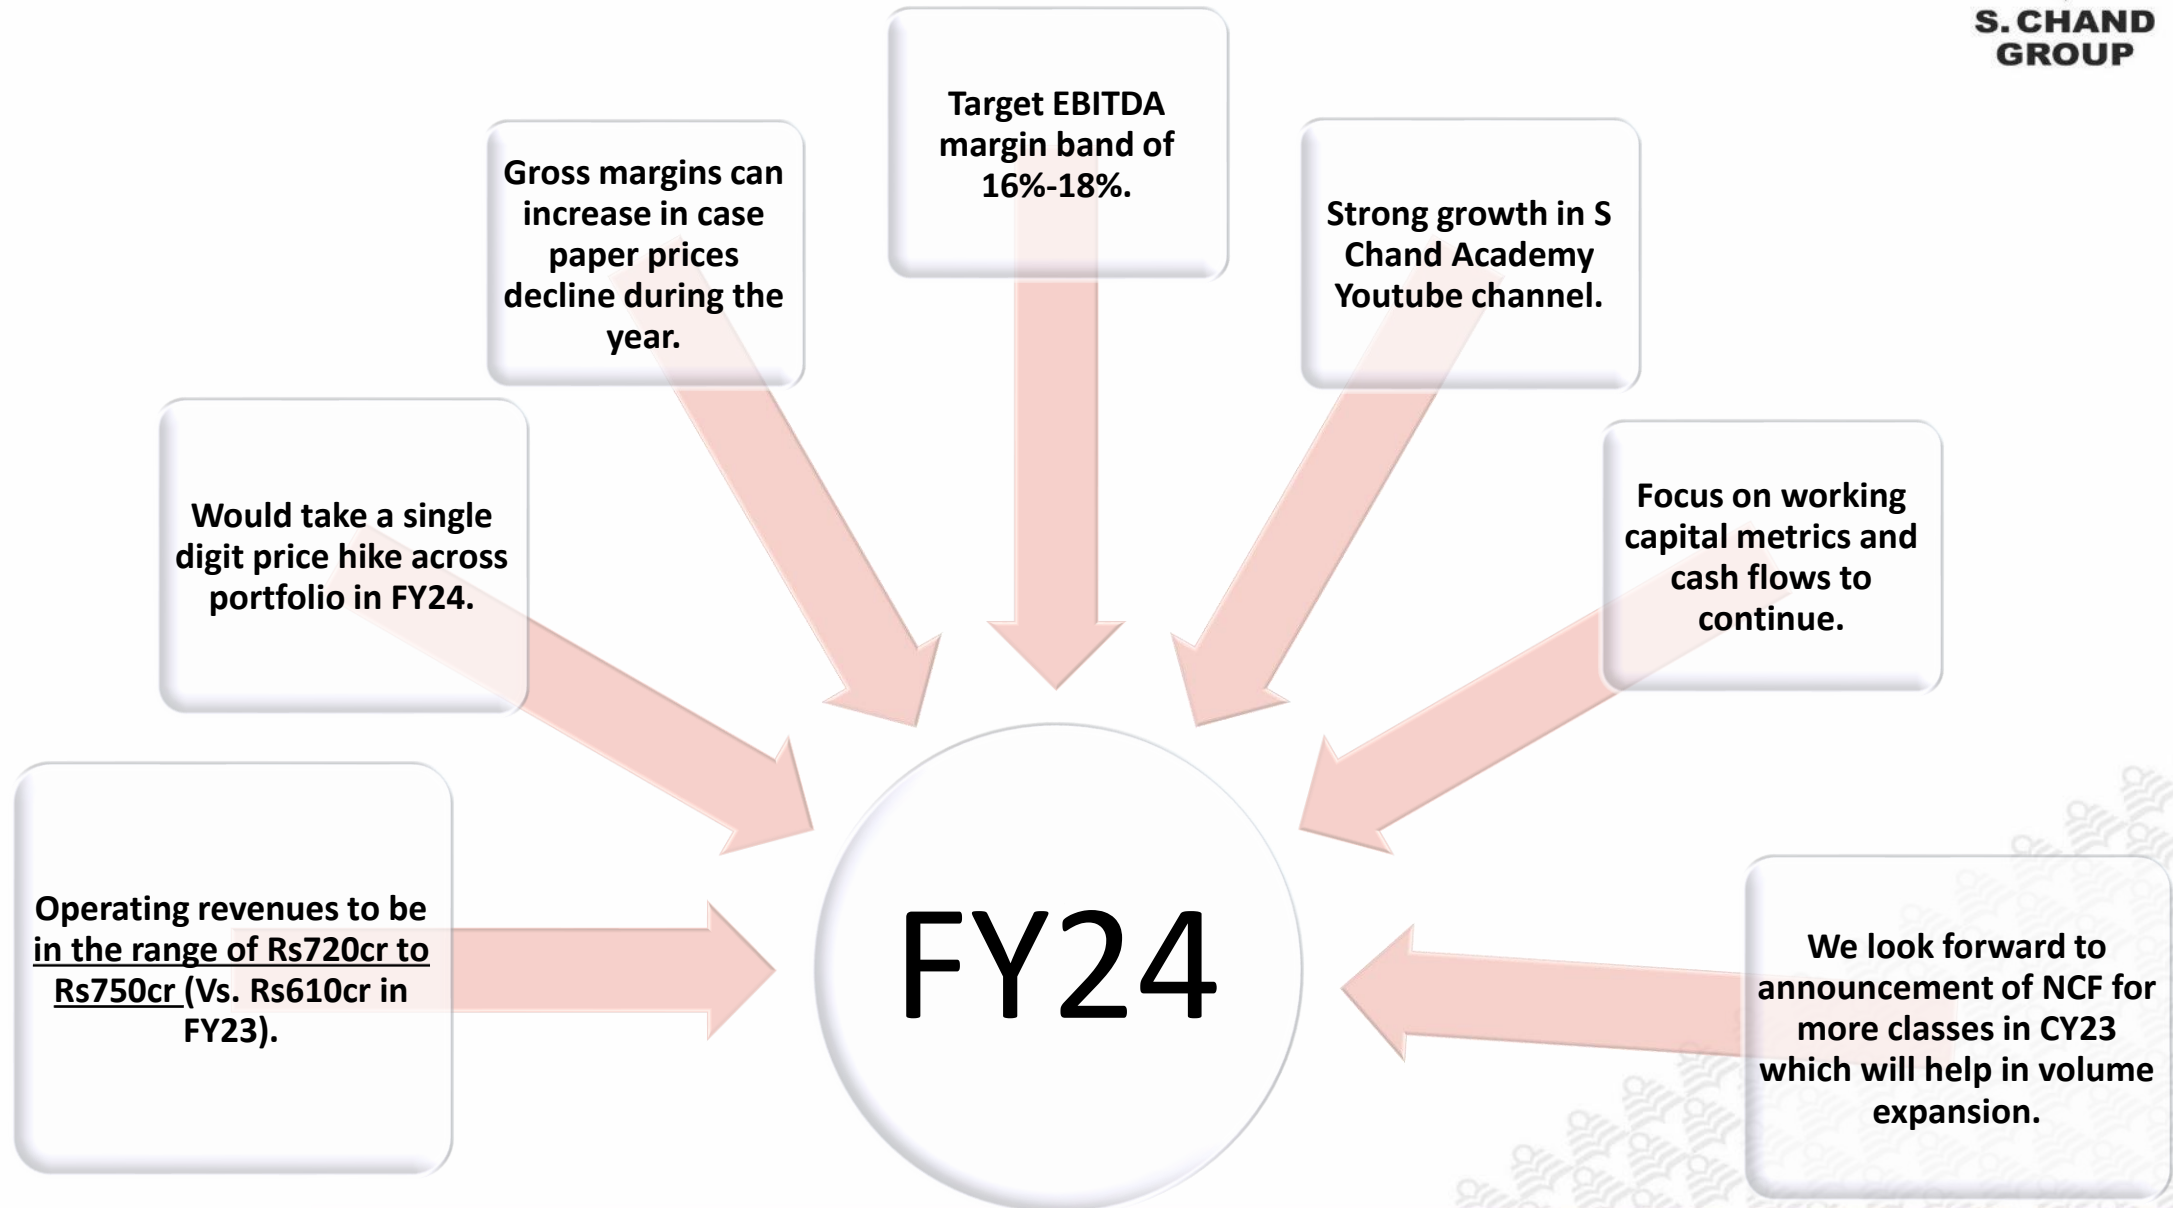 S. CHAND
GROUP
Target EBITDA
margin band of
16%-18%.
Gross margins can
increase in case
paper prices
decline during the
year.
Strong growth in S
Chand Academy
Youtube channel.
Would take a single
digit price hike across
portfolio in FY24.
Focus on working
capital metrics and
cash flows to
continue.
Operating revenues to be
in the range of Rs720cr to
Rs750cr (Vs. Rs610cr in
FY23).
FY24
We look forward to
announcement of NCF for
more classes in CY23
which will help in volume
expansion.